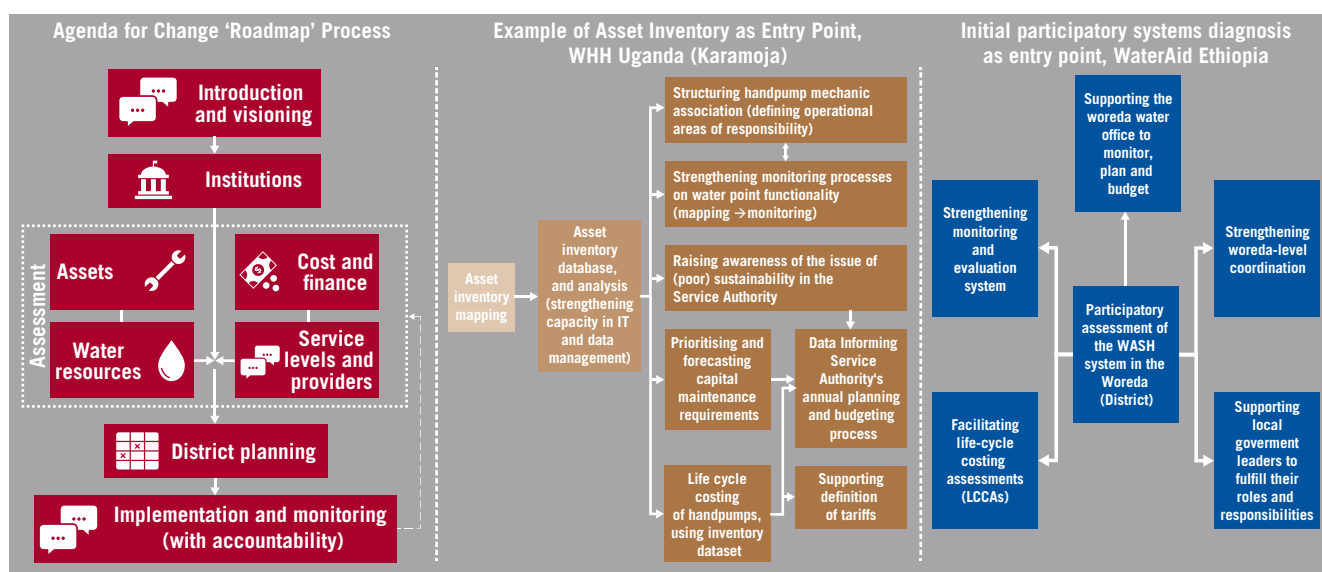 Agenda for Change ‘Roadmap’ Process
Introduction
and visioning
Institutions
Assessment
Assets
Cost and
finance
Water
resources
Service
levels and
providers
District planning
Implementation and monitoring
(with accountability)
Example of Asset Inventory as Entry Point,
WHH Uganda (Karamoja)
Asset
inventory
mapping
Asset
inventory
database,
and analysis
(strengthening
capacity in IT
and data
management)
Structuring handpump mechanic
association (defining operational
areas of responsibility)
Strengthening monitoring processes
on water point functionality
(mapping →monitoring)
Raising awareness of the issue of
(poor) sustainability in the
Service Authority
Prioritising and
forecasting
capital
maintenance
requirements
Data Informing
Service
Authority‘s
annual planning
and budgeting
process
Life cycle
costing
of handpumps,
using inventory
dataset
Supporting
definition
of tariffs
Initial participatory systems diagnosis
as entry point, WaterAid Ethiopia
Supporting the
woreda water
office to
monitor,
plan and
budget
Strengthening
monitoring
and
evaluation
system
Strengthening
woreda-level
coordination
Participatory
assessment of
the WASH
system in the
Woreda
(District)
Facilitating
life-cycle
costing
assessments
(LCCAs)
Supporting
local
goverment
leaders to
fulfill their
roles and
responsibilities